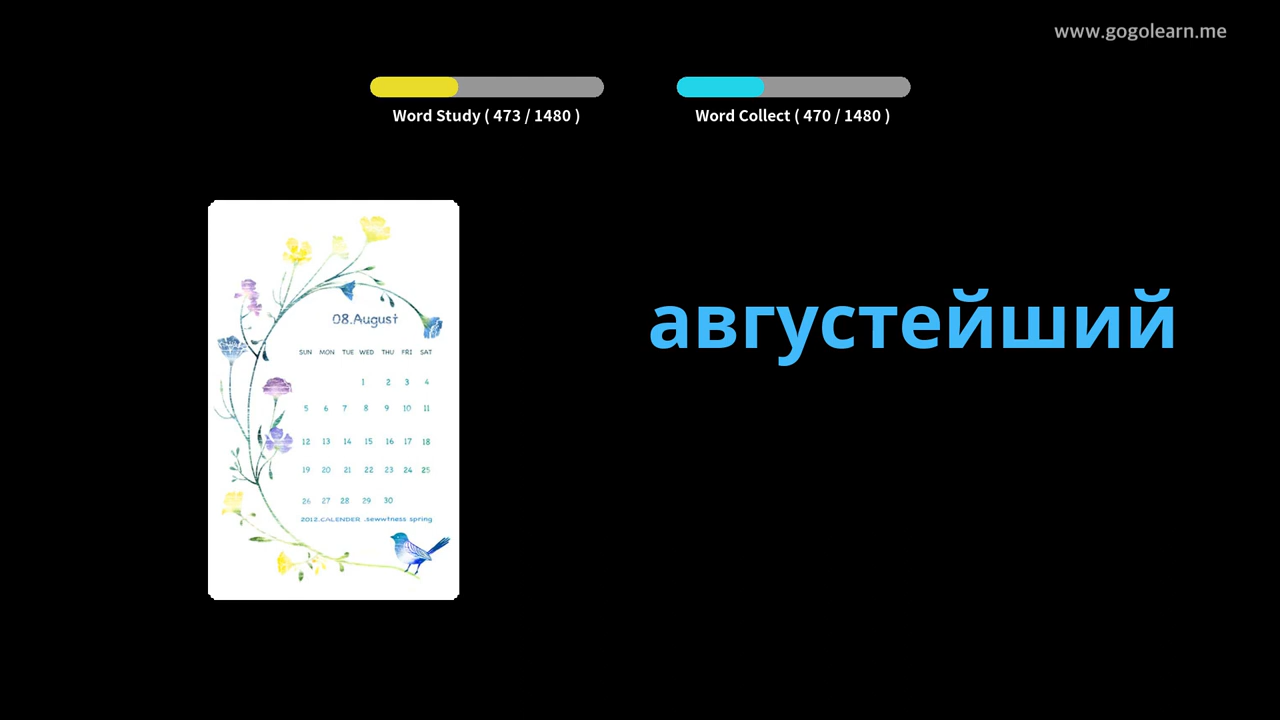 www.gogolearn.me
Word Study ( 473 / 1480 )
Word Collect ( 470 / 1480 )
августейший
08.August
SUN MON TUE WED THU FRI SAT
1 2 3 4
5 6 7 8 9 10 11
12 13 14 15 16 17 18
19 20 21 22 23 24 25
26 27 28 29 30
2012.CALENDER .sewwtness spring